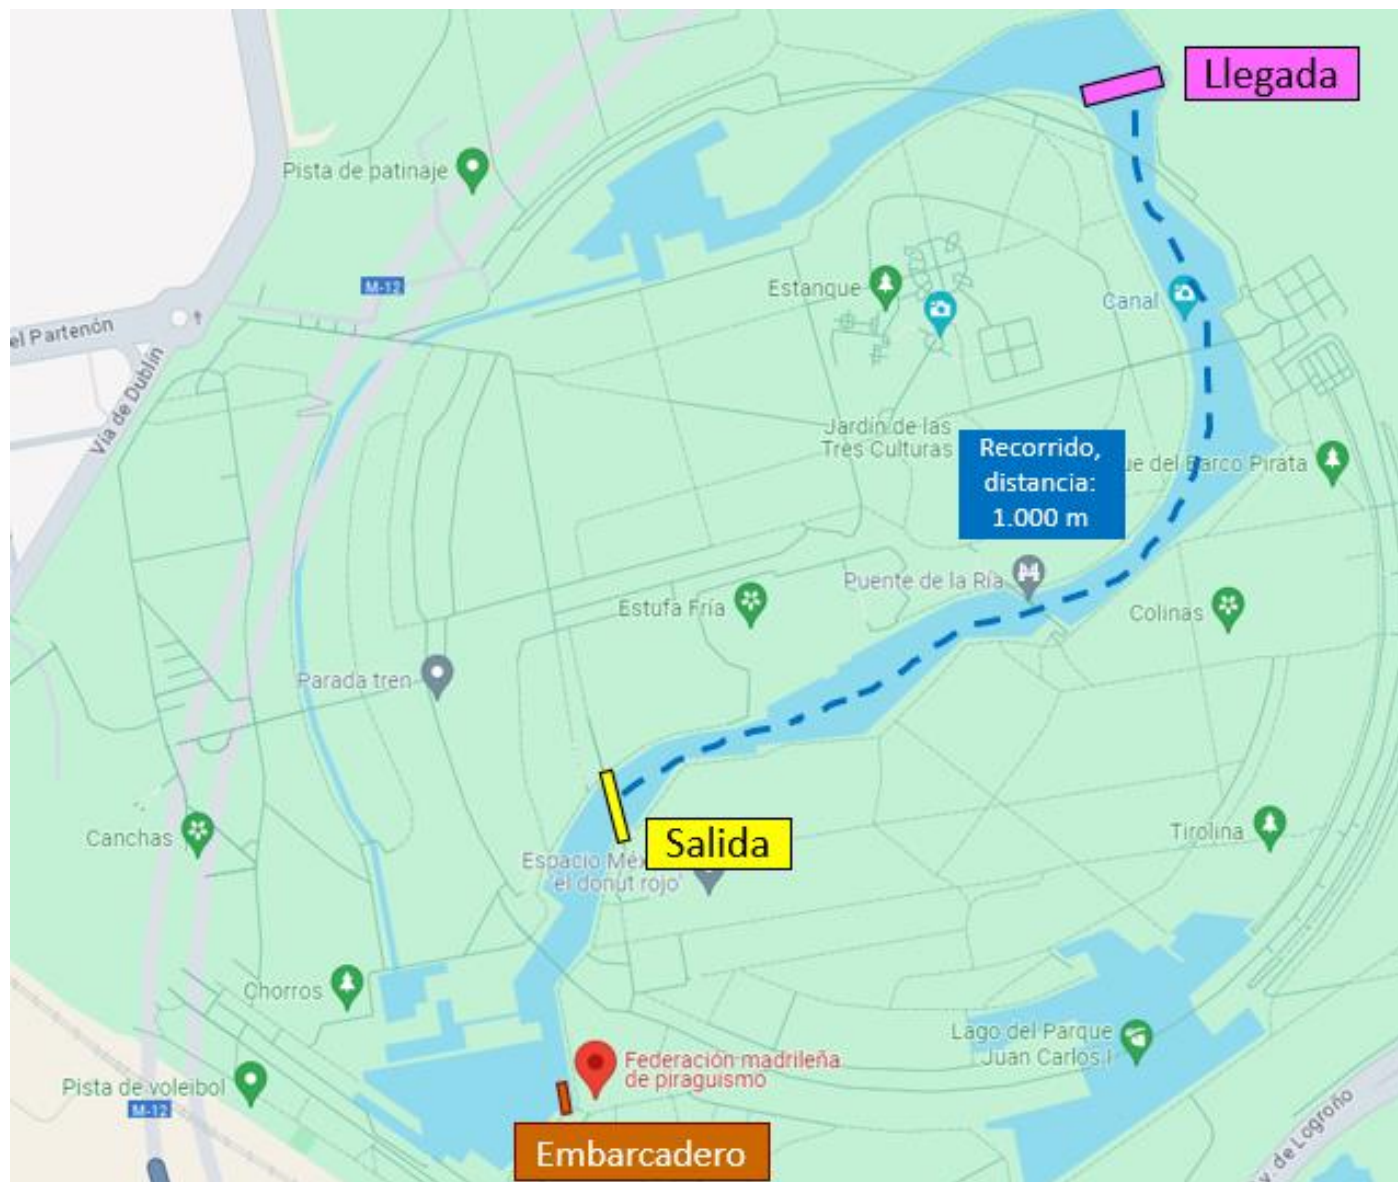 Llegada
Pista de patinaje
M-12
Estanque
Canal
el Partenón
Vía de Dublín
Jardín de las
Tres Culturas
Recorrido,
distancia:
1.000 m
ue del Barco Pirata
Puente de la Ría
Estufa Fría
Colinas
Parada tren
Salida
Canchas
Tirolina
Espacio Méx
el donut rojo'
Chorros
Lago del Parque
Juan Carlos I
Federación madrileña
de piragüismo
Pista de voleibol
M-12
v. de Logroño
Embarcadero